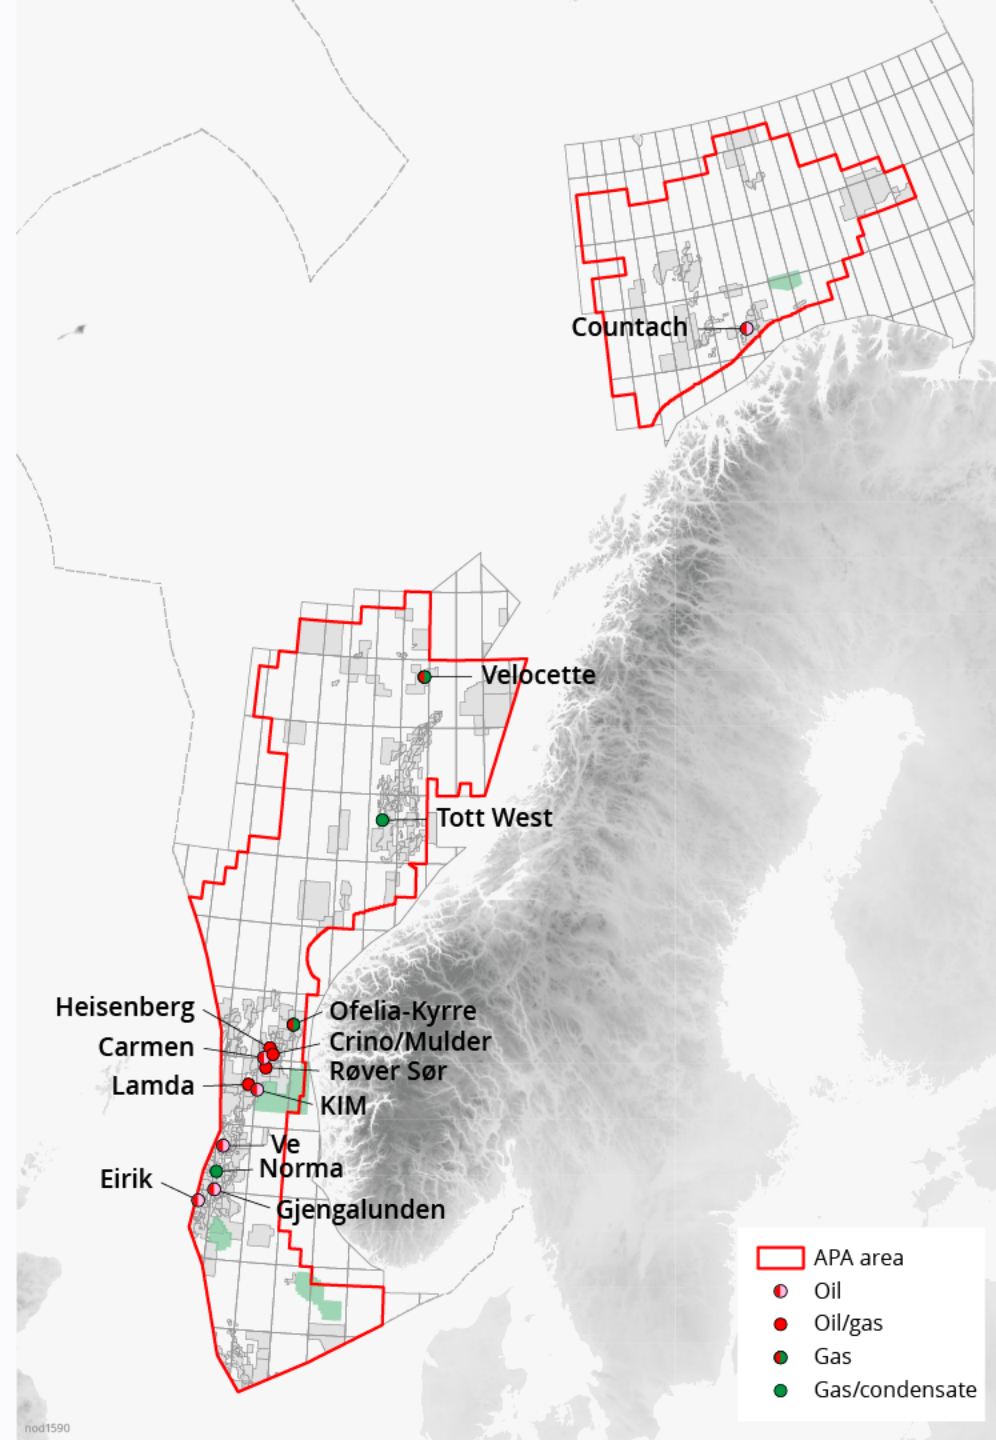 Countach
Velocette
Tott West
Heisenberg
Ofelia-Kyrre
Carmen
Crino/Mulder
Røver Sør
Lamda
KIM
Ve
Norma
Eirik
Gjengalunden
APA area
Oil
Oil/gas
Gas
Gas/condensate
nod1590